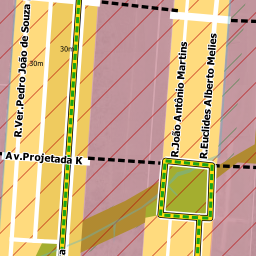 R.Ver.Pedro João de Souza
30m
30m
R.João Antônio Martins
R.Euclides Alberto Melies
Av.Projetada K
a